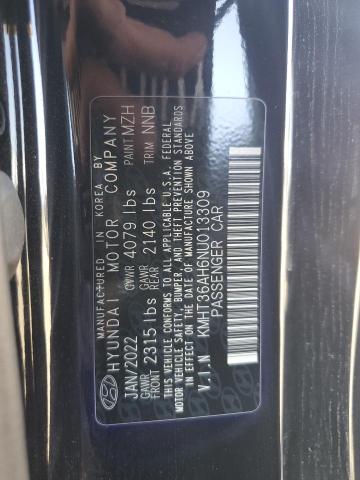 MANUFACTURED IN KOREA BY
HYUNDAI MOTOR COMPANY
JAN/2022 GVWR 4079 lbs PAINT MZH
GAWR FRONT 2315 lbs GAWR REAR 2140 lbs TRIM NNB
THIS VEHICLE CONFORMS TO ALL APPLICABLE U.S.A. FEDERAL
MOTOR VEHICLE SAFETY, BUMPER, AND THEFT PREVENTION STANDARDS
IN EFFECT ON THE DATE OF MANUFACTURE SHOWN ABOVE.
V.I.N KMHT36AH6NU013309
PASSENGER CAR